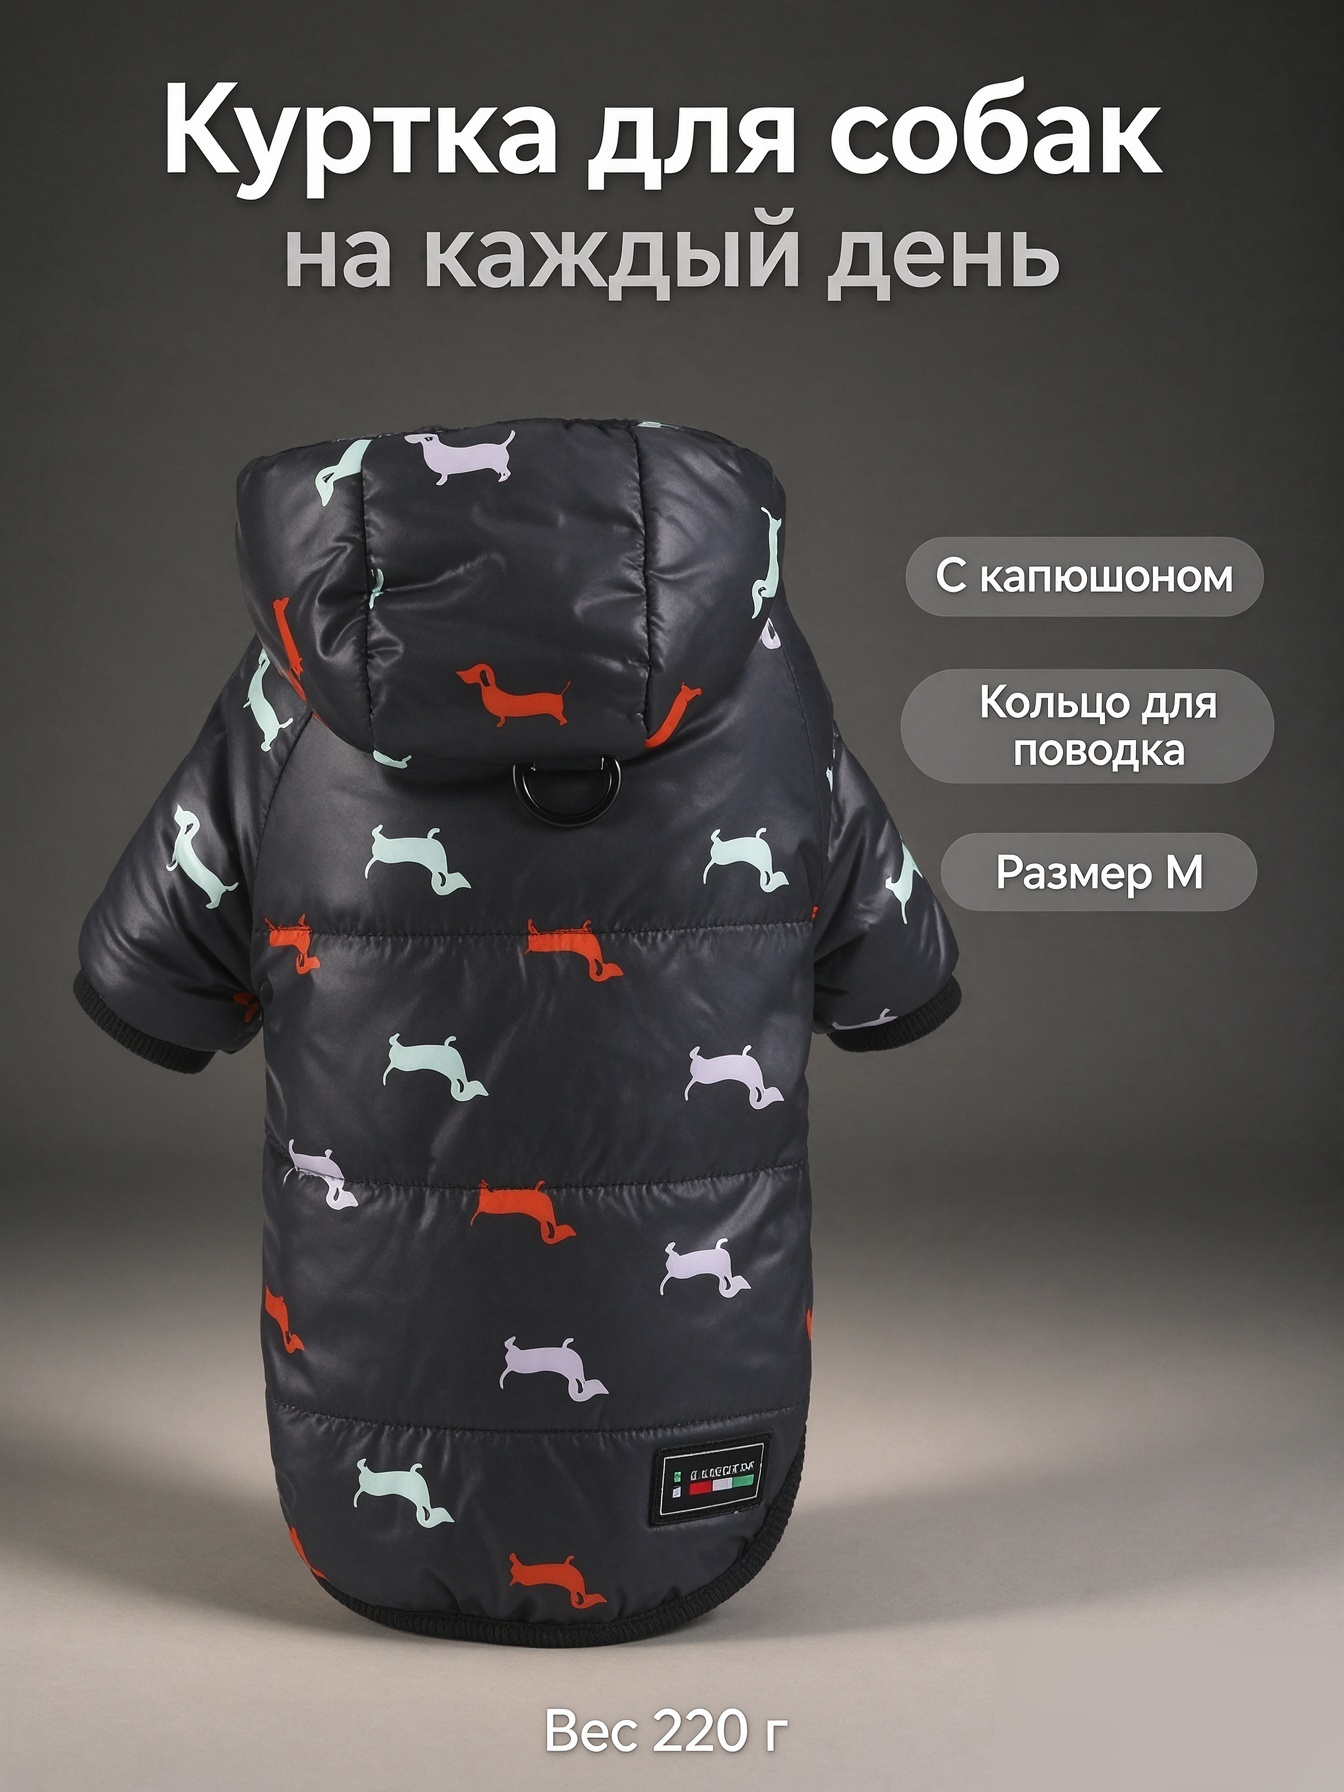 Куртка для собак
на каждый день
С капюшоном
Кольцо для
поводка
Размер М
Вес 220 г